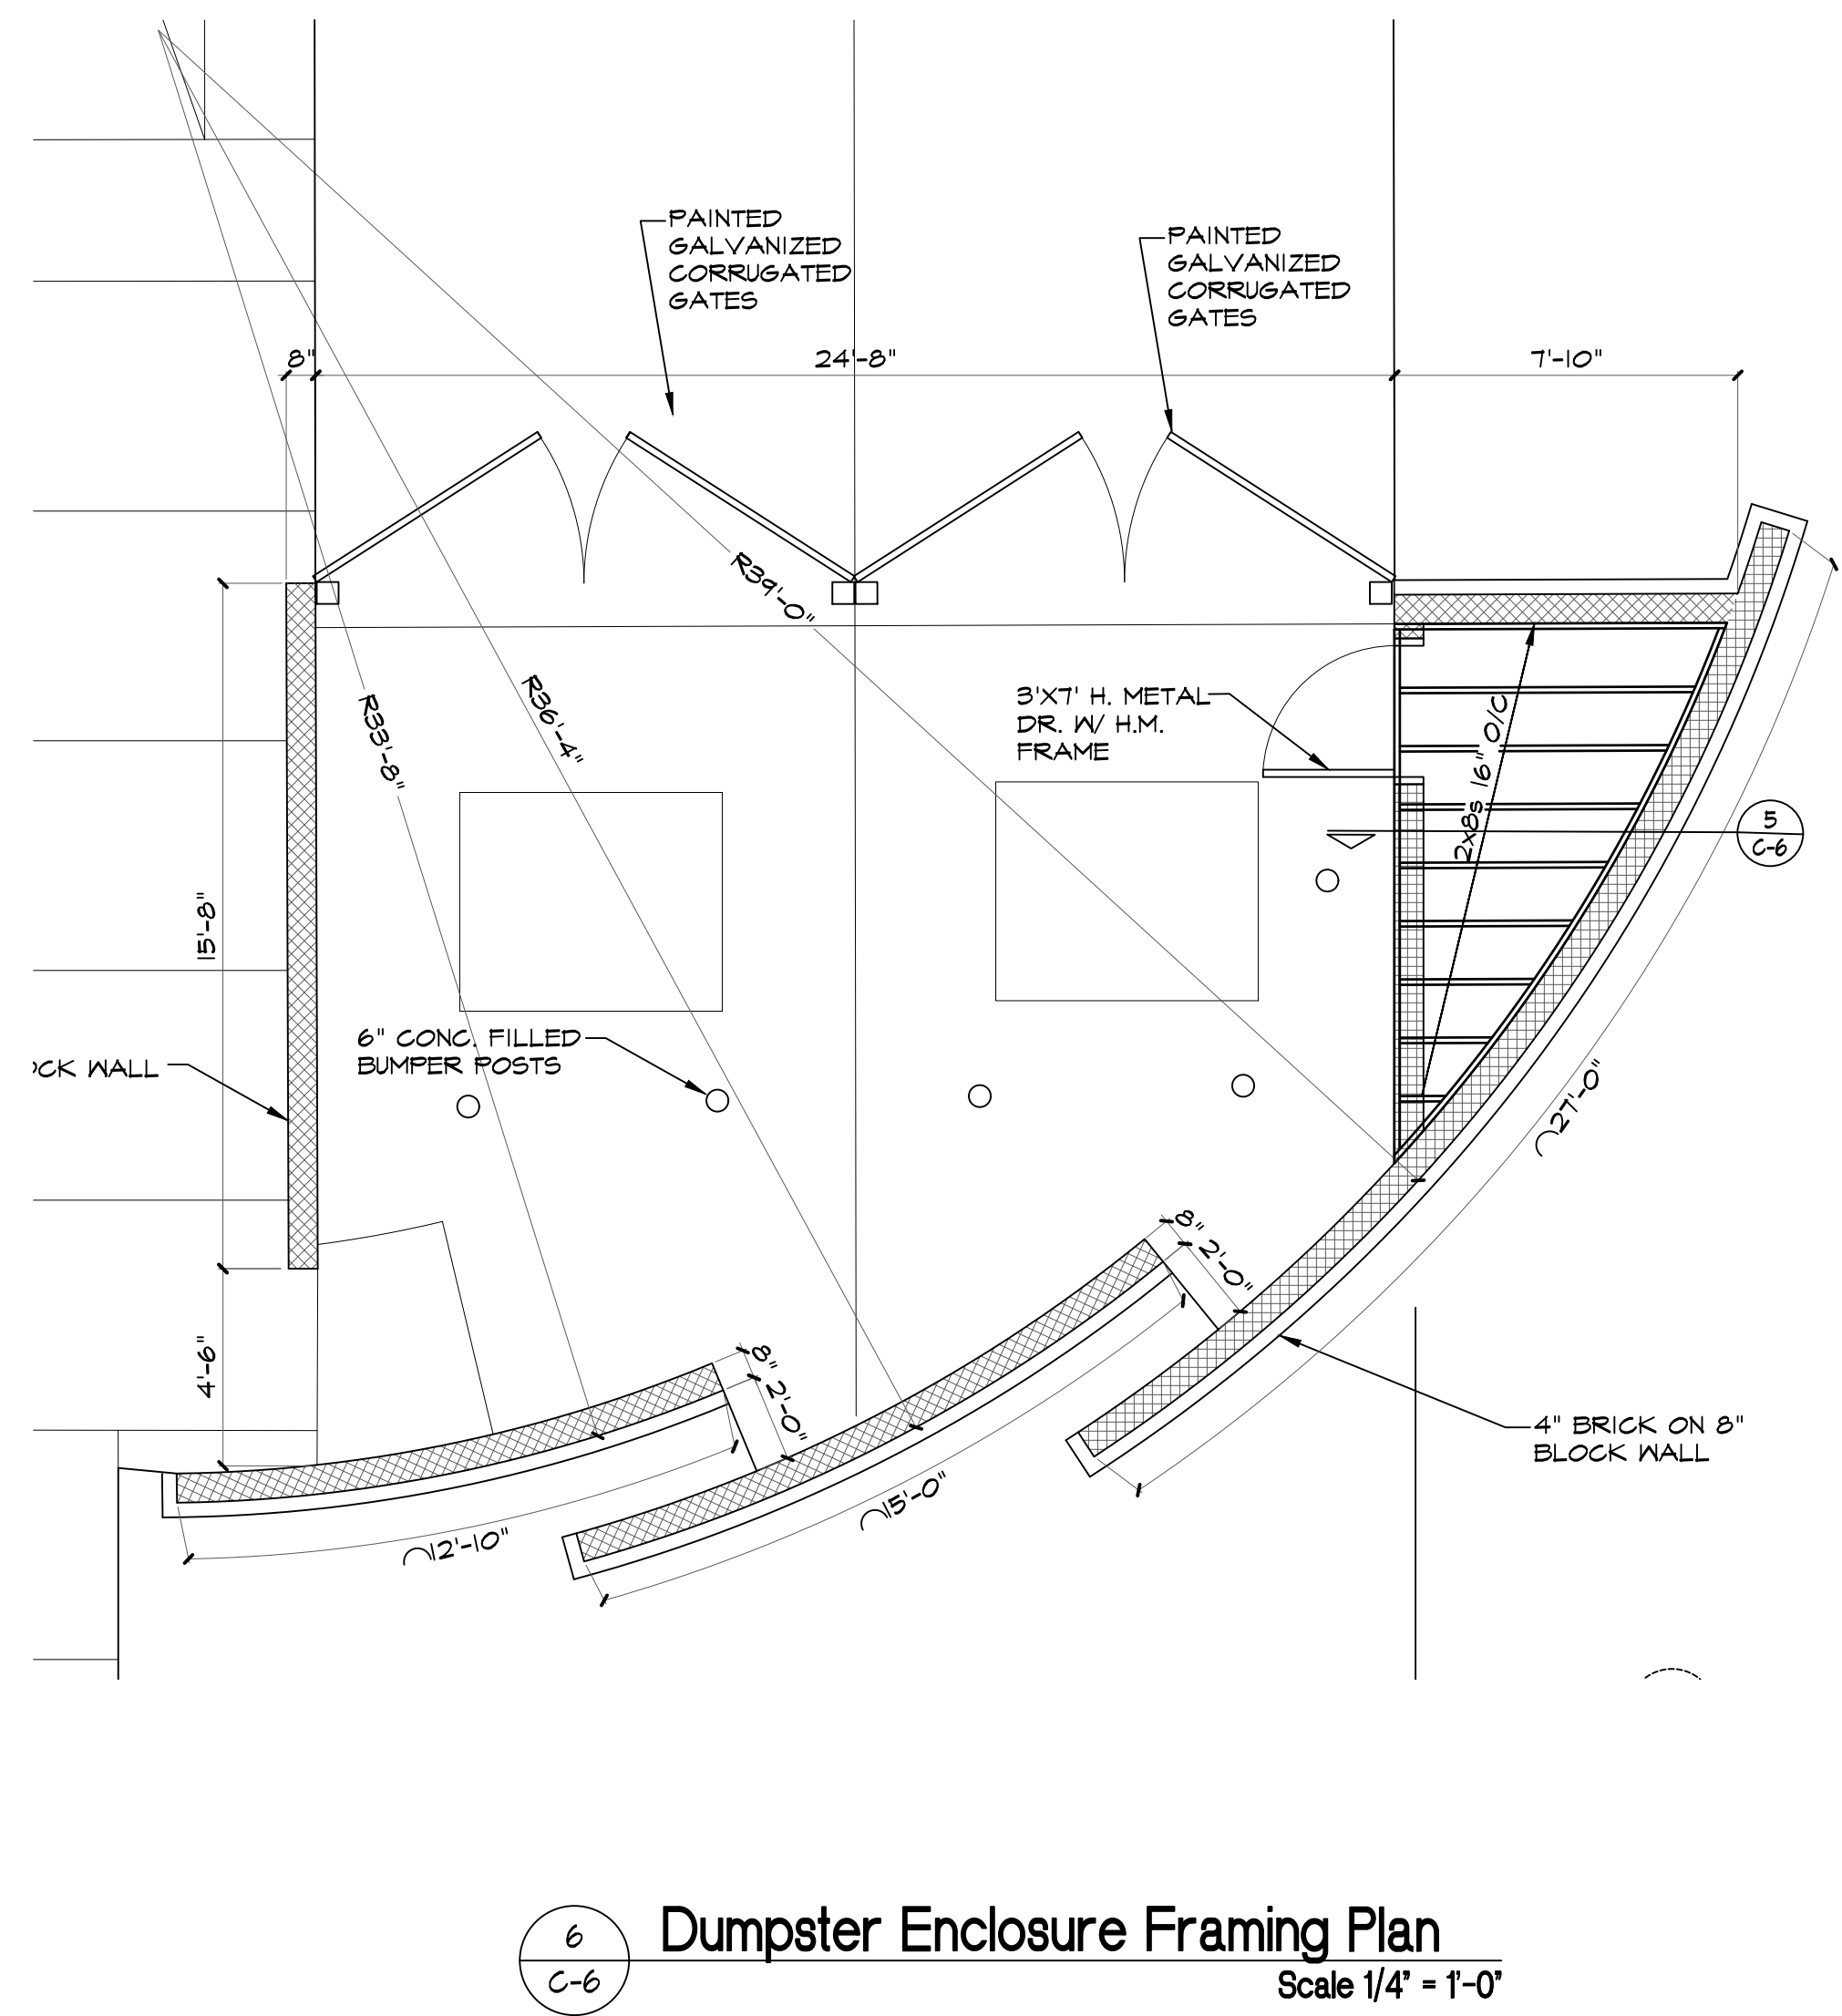 PAINTED
GALVANIZED
CORRUGATED
GATES
PAINTED
GALVANIZED
CORRUGATED
GATES
8"
24'-8"
7'-10"
R39'-0"
R36'-4"
R33'-8"
3'X7' H. METAL
DR. W/ H.M.
FRAME
2x8s 16" O/C
5
C-6
15'-8"
6" CONC. FILLED
BUMPER POSTS
WALL
27'-0"
8"
2'-0"
4'-6"
8"
2'-0"
4" BRICK ON 8"
BLOCK WALL
15'-0"
12'-10"
6
C-6
Dumpster Enclosure Framing Plan
Scale 1/4" = 1'-0"